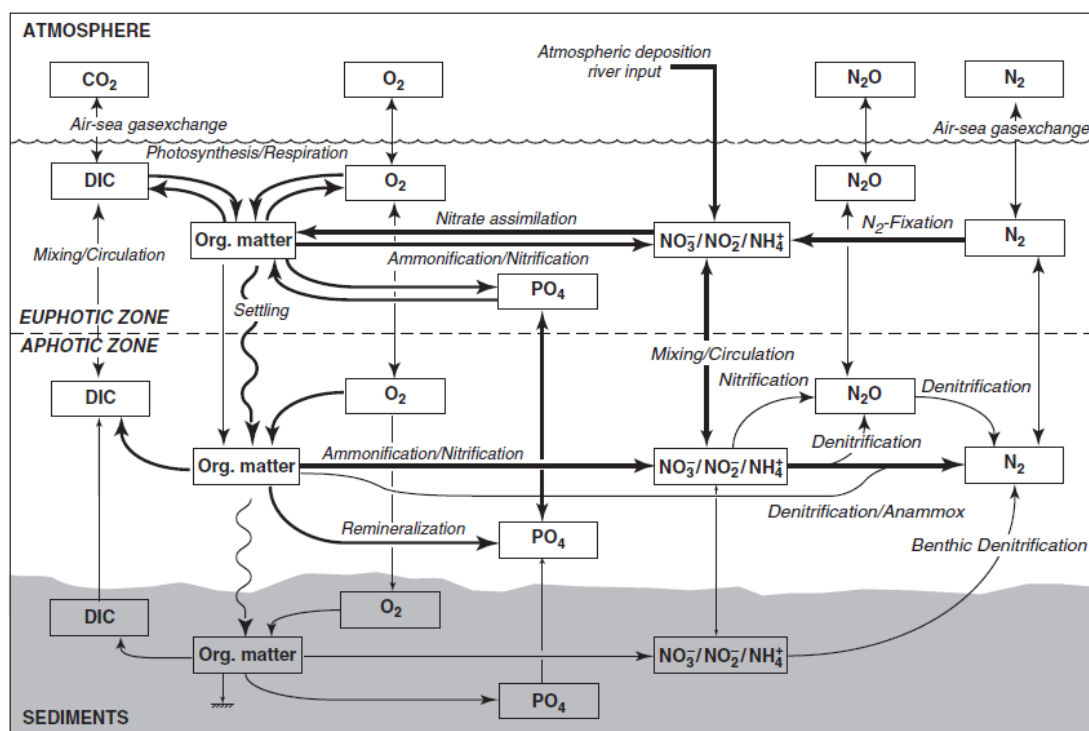 ATMOSPHERE
Atmospheric deposition
river input
CO₂
O₂
N₂O
N₂
Air-sea gasexchange
Air-sea gasexchange
Photosynthesis/Respiration
DIC
O₂
N₂O
Nitrate assimilation
N₂-Fixation
Org. matter
NO₃⁻/NO₂⁻/NH₄⁺
N₂
Mixing/Circulation
Ammonification/Nitrification
PO₄
Settling
EUPHOTIC ZONE
APHOTIC ZONE
Mixing/Circulation
Nitrification
Denitrification
DIC
O₂
N₂O
Denitrification
Org. matter
Ammonification/Nitrification
NO₃⁻/NO₂⁻/NH₄⁺
N₂
Denitrification/Anammox
Remineralization
PO₄
Benthic Denitrification
DIC
O₂
Org. matter
NO₃⁻/NO₂⁻/NH₄⁺
PO₄
SEDIMENTS